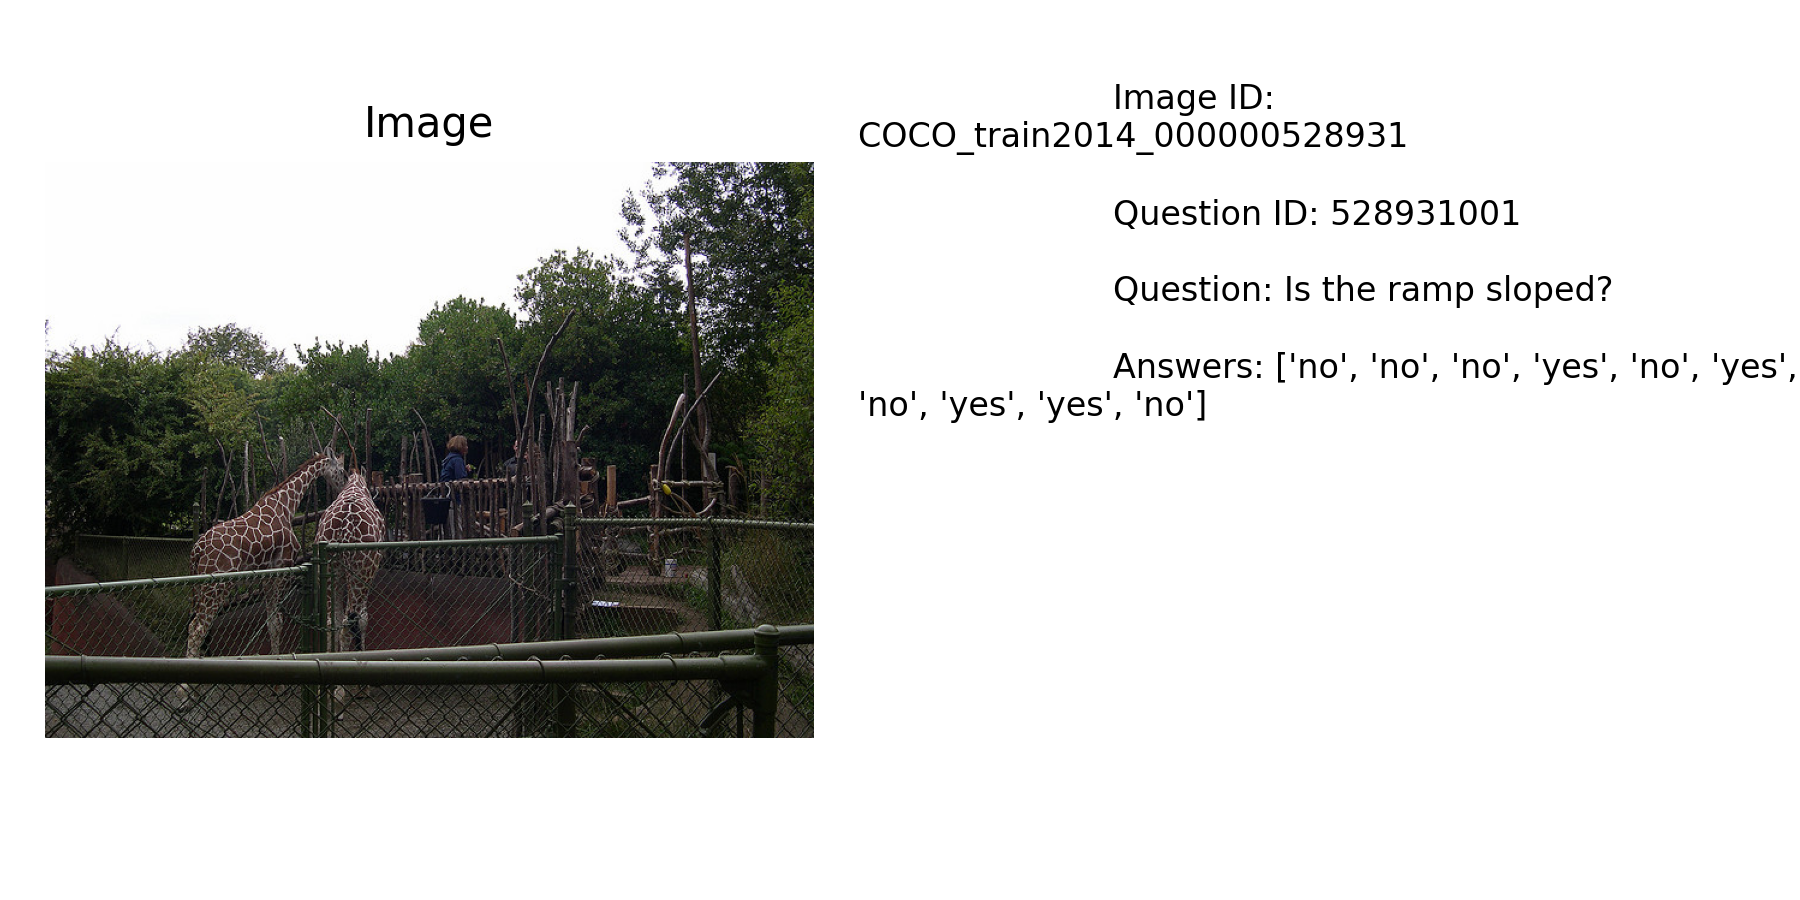 Image
Image ID:
COCO_train2014_000000528931
Question ID: 528931001
Question: Is the ramp sloped?
Answers: ['no', 'no', 'no', 'yes', 'no', 'yes',
'no', 'yes', 'yes', 'no']